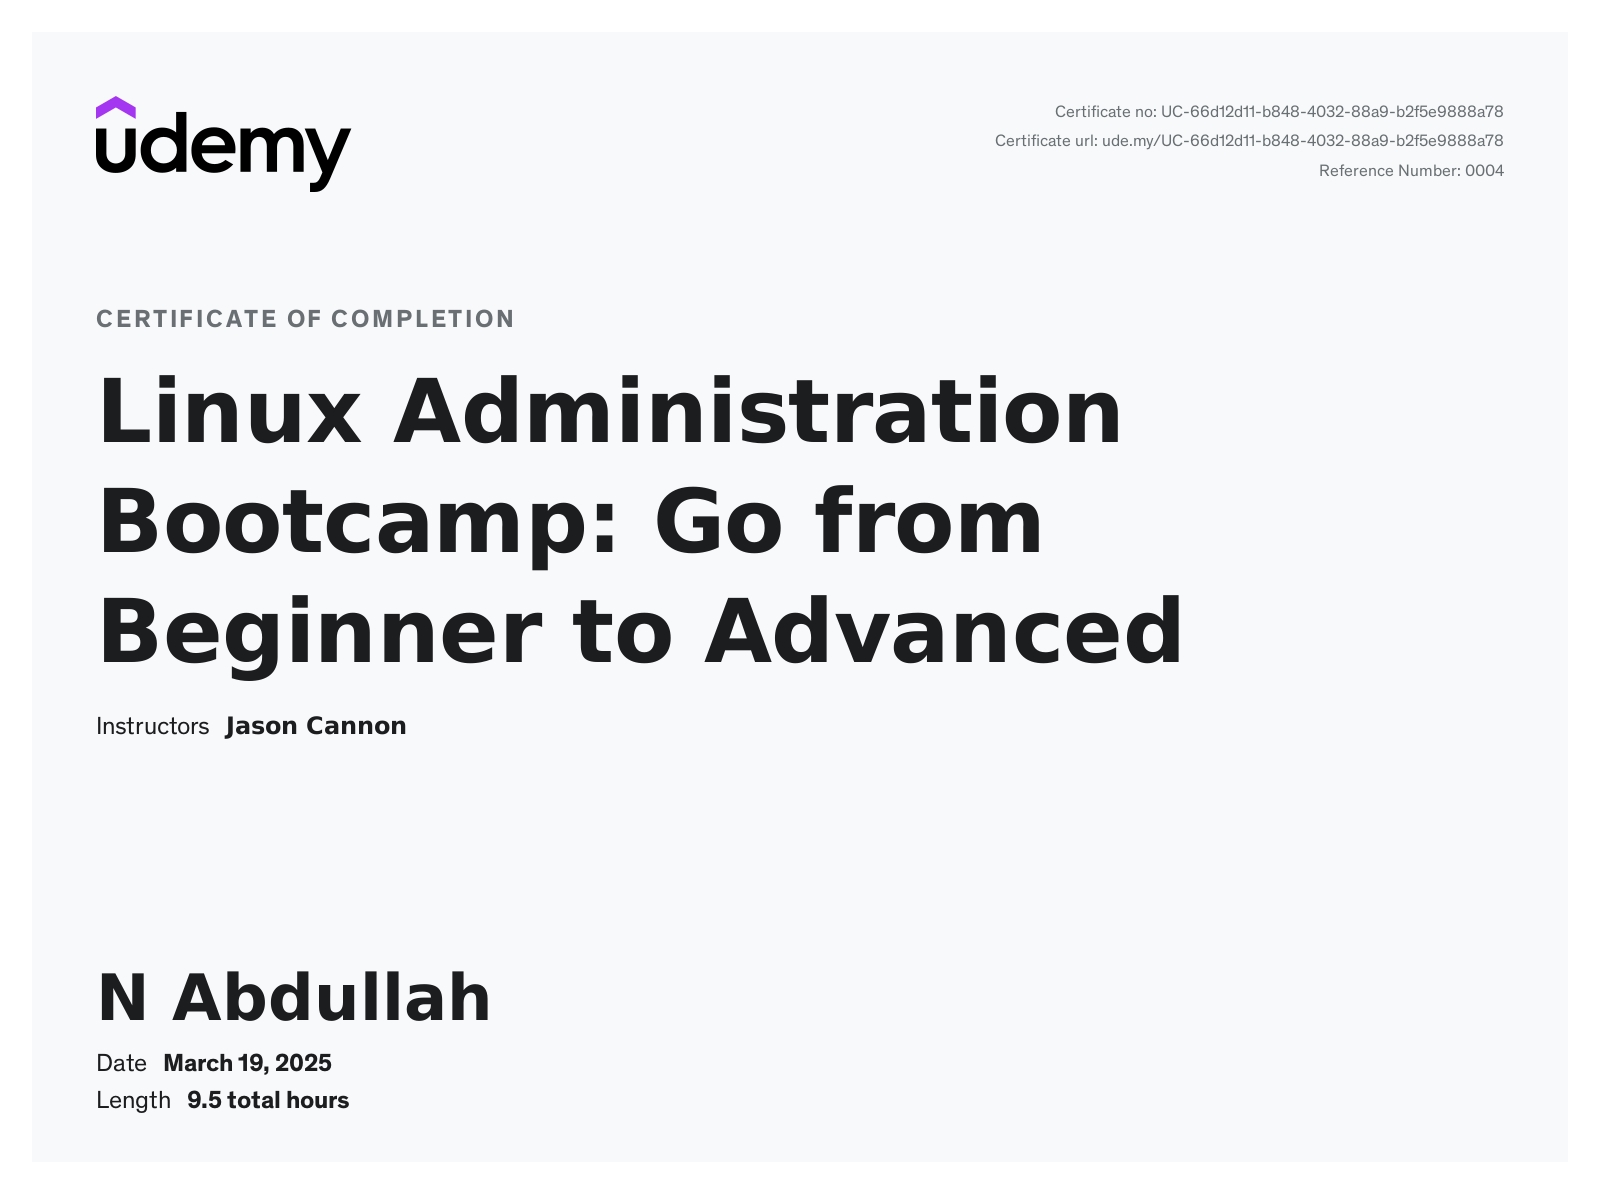 udemy
Certificate no: UC-66d12d11-b848-4032-88a9-b2f5e9888a78
Certificate url: ude.my/UC-66d12d11-b848-4032-88a9-b2f5e9888a78
Reference Number: 0004
CERTIFICATE OF COMPLETION
Linux Administration
Bootcamp: Go from
Beginner to Advanced
Instructors Jason Cannon
N Abdullah
Date March 19, 2025
Length 9.5 total hours